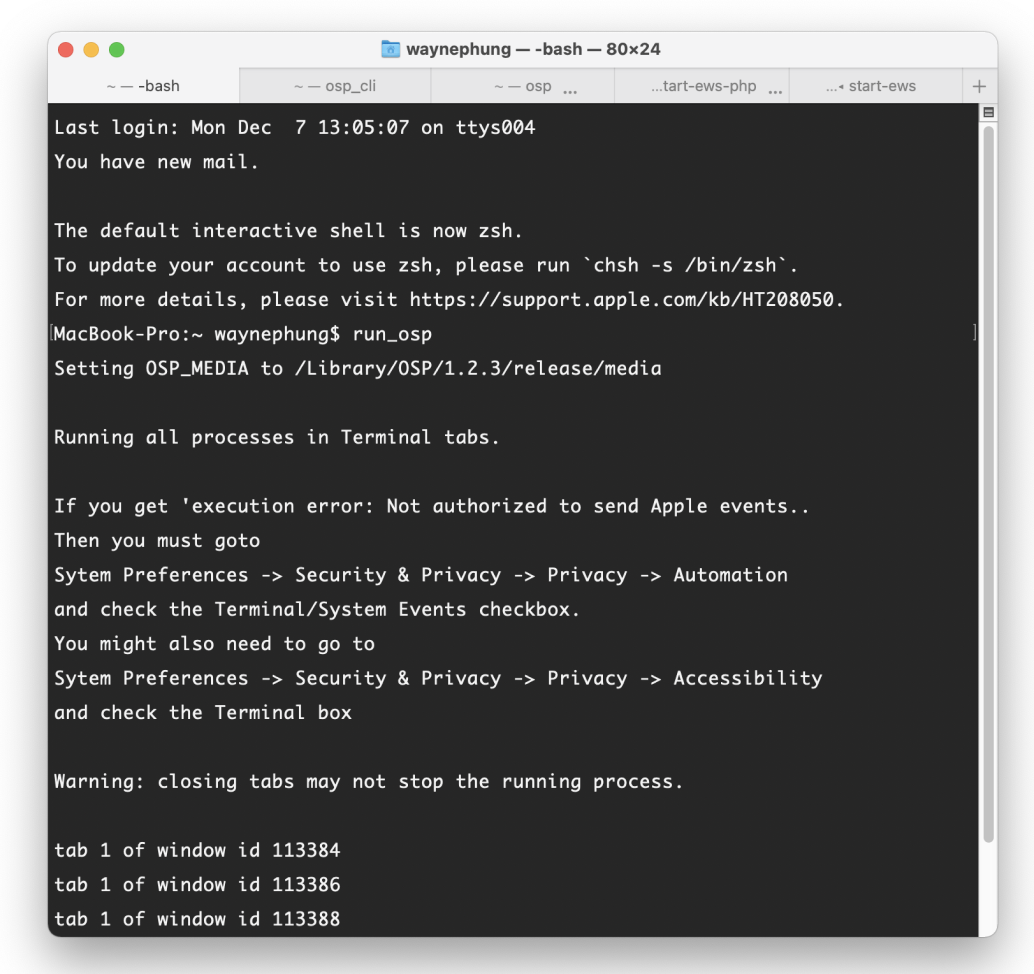 waynephung — -bash — 80×24
~ — -bash
~ — osp_cli
~ — osp ...
...tart-ews-php ...
...◂ start-ews
+
Last login: Mon Dec  7 13:05:07 on ttys004
You have new mail.
The default interactive shell is now zsh.
To update your account to use zsh, please run `chsh -s /bin/zsh`.
For more details, please visit https://support.apple.com/kb/HT208050.
[MacBook-Pro:~ waynephung$ run_osp ]
Setting OSP_MEDIA to /Library/OSP/1.2.3/release/media
Running all processes in Terminal tabs.
If you get 'execution error: Not authorized to send Apple events..
Then you must goto
Sytem Preferences -> Security & Privacy -> Privacy -> Automation
and check the Terminal/System Events checkbox.
You might also need to go to
Sytem Preferences -> Security & Privacy -> Privacy -> Accessibility
and check the Terminal box
Warning: closing tabs may not stop the running process.
tab 1 of window id 113384
tab 1 of window id 113386
tab 1 of window id 113388